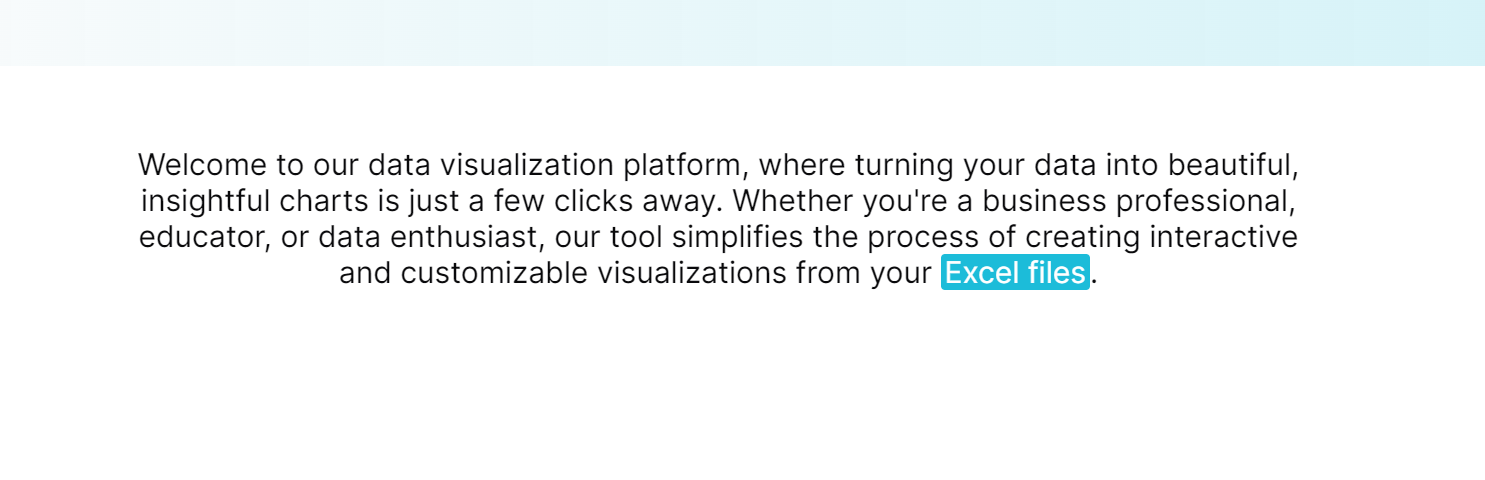 Welcome to our data visualization platform, where turning your data into beautiful,
insightful charts is just a few clicks away. Whether you're a business professional,
educator, or data enthusiast, our tool simplifies the process of creating interactive
and customizable visualizations from your Excel files.